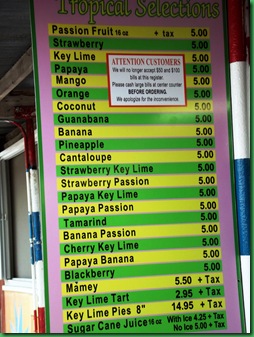 Tropical Selections
Passion Fruit 16 oz + tax 5.00
Strawberry 5.00
Key Lime 5.00
Papaya 5.00
Mango 5.00
Orange 5.00
Coconut 5.00
ATTENTION CUSTOMERS
We will no longer accept $50 and $100
bills at this register.
Please cash large bills at center counter
BEFORE ORDERING.
We apologize for the inconvenience.
Guanabana 5.00
Banana 5.00
Pineapple 5.00
Cantaloupe 5.00
Strawberry Key Lime 5.00
Strawberry Passion 5.00
Papaya Key Lime 5.00
Papaya Passion 5.00
Tamarind 5.00
Banana Passion 5.00
Cherry Key Lime 5.00
Papaya Banana 5.00
Blackberry 5.00
Mamey 5.50 + Tax
Key Lime Tart 2.95 + Tax
Key Lime Pies 8" 14.95 + Tax
Sugar Cane Juice 16 oz With Ice 4.25 + Tax
No Ice 5.00 + Tax